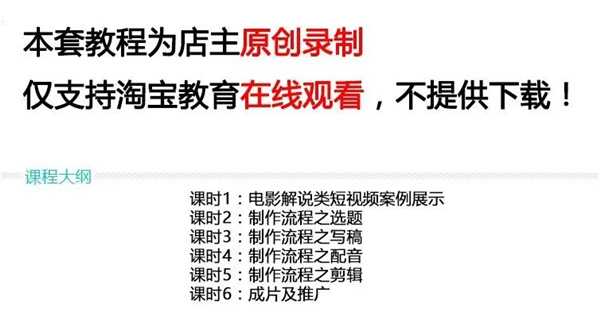 本套教程为店主原创录制
仅支持淘宝教育在线观看，不提供下载！
课程大纲
课时1：电影解说类短视频案例展示
课时2：制作流程之选题
课时3：制作流程之写稿
课时4：制作流程之配音
课时5：制作流程之剪辑
课时6：成片及推广